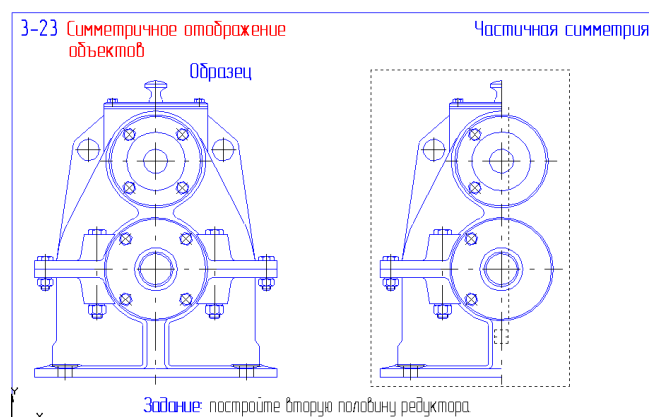 3-23 Симметричное отображение
объектов
Частичная симметрия
Образец
Задание: постройте вторую половину редуктора
Y
X